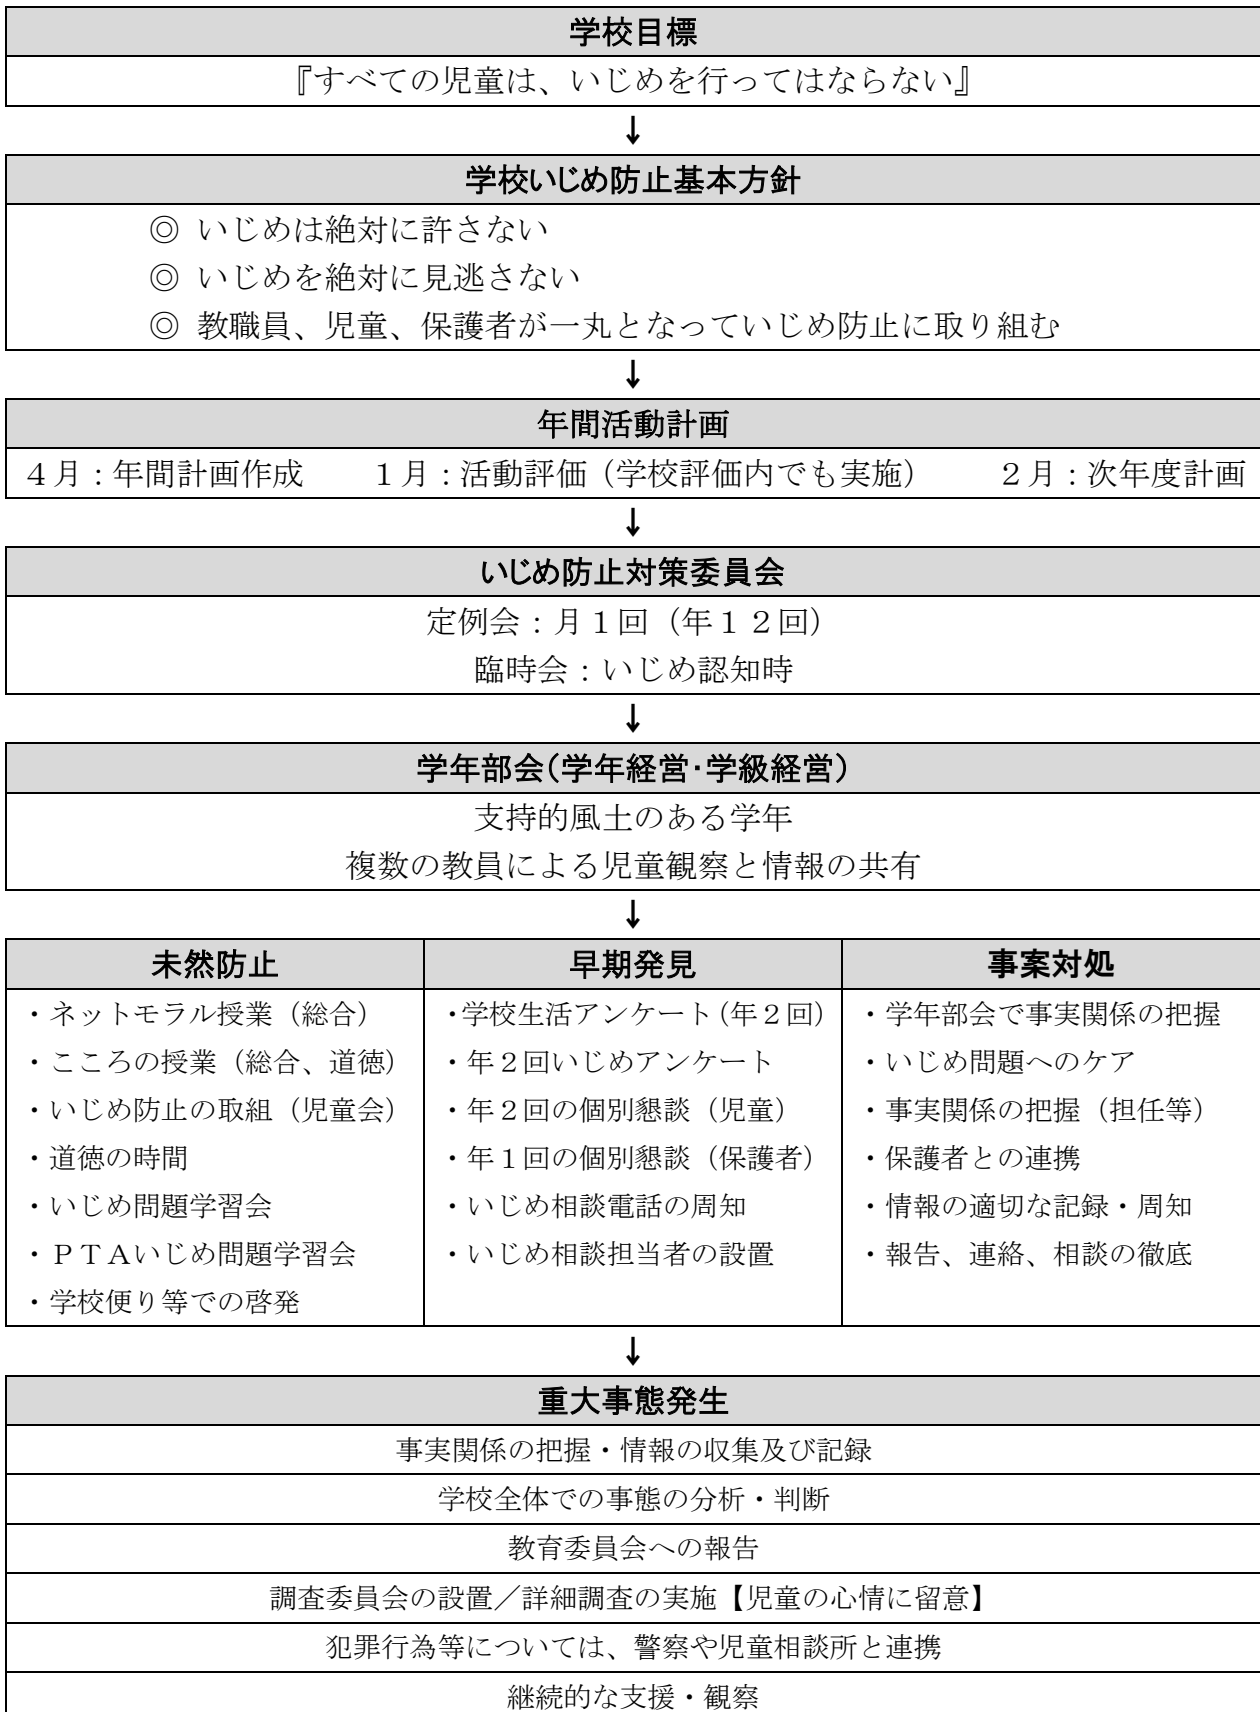 学校目標
『すべての児童は、いじめを行ってはならない』
↓
学校いじめ防止基本方針
◎ いじめは絶対に許さない
◎ いじめを絶対に見逃さない
◎ 教職員、児童、保護者が一丸となっていじめ防止に取り組む
↓
年間活動計画
４月：年間計画作成　　１月：活動評価（学校評価内でも実施）　　２月：次年度計画
↓
いじめ防止対策委員会
定例会：月１回（年１２回）
臨時会：いじめ認知時
↓
学年部会（学年経営・学級経営）
支持的風土のある学年
複数の教員による児童観察と情報の共有
↓
未然防止
・ネットモラル授業（総合）
・こころの授業（総合、道徳）
・いじめ防止の取組（児童会）
・道徳の時間
・いじめ問題学習会
・ＰＴＡいじめ問題学習会
・学校便り等での啓発
早期発見
・学校生活アンケート（年２回）
・年２回いじめアンケート
・年２回の個別懇談（児童）
・年１回の個別懇談（保護者）
・いじめ相談電話の周知
・いじめ相談担当者の設置
事案対処
・学年部会で事実関係の把握
・いじめ問題へのケア
・事実関係の把握（担任等）
・保護者との連携
・情報の適切な記録・周知
・報告、連絡、相談の徹底
↓
重大事態発生
事実関係の把握・情報の収集及び記録
学校全体での事態の分析・判断
教育委員会への報告
調査委員会の設置／詳細調査の実施【児童の心情に留意】
犯罪行為等については、警察や児童相談所と連携
継続的な支援・観察